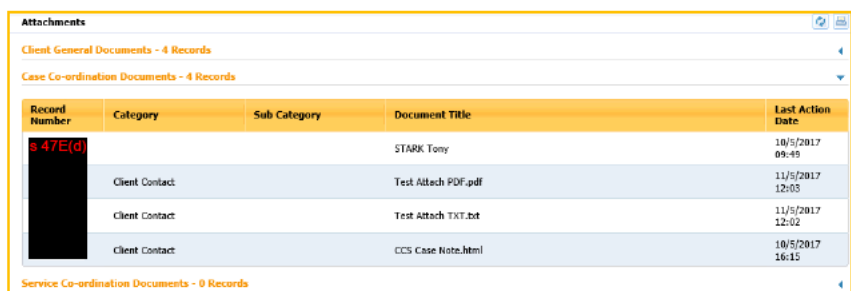 Attachments
Client General Documents - 4 Records
Case Co-ordination Documents - 4 Records
Record Number Category Sub Category Document Title Last Action Date
s 47E(d) STARK Tony 10/5/2017 09:49
Client Contact Test Attach PDF.pdf 11/5/2017 12:03
Client Contact Test Attach TXT.txt 11/5/2017 12:02
Client Contact CCS Case Note.html 10/5/2017 16:15
Service Co-ordination Documents - 0 Records